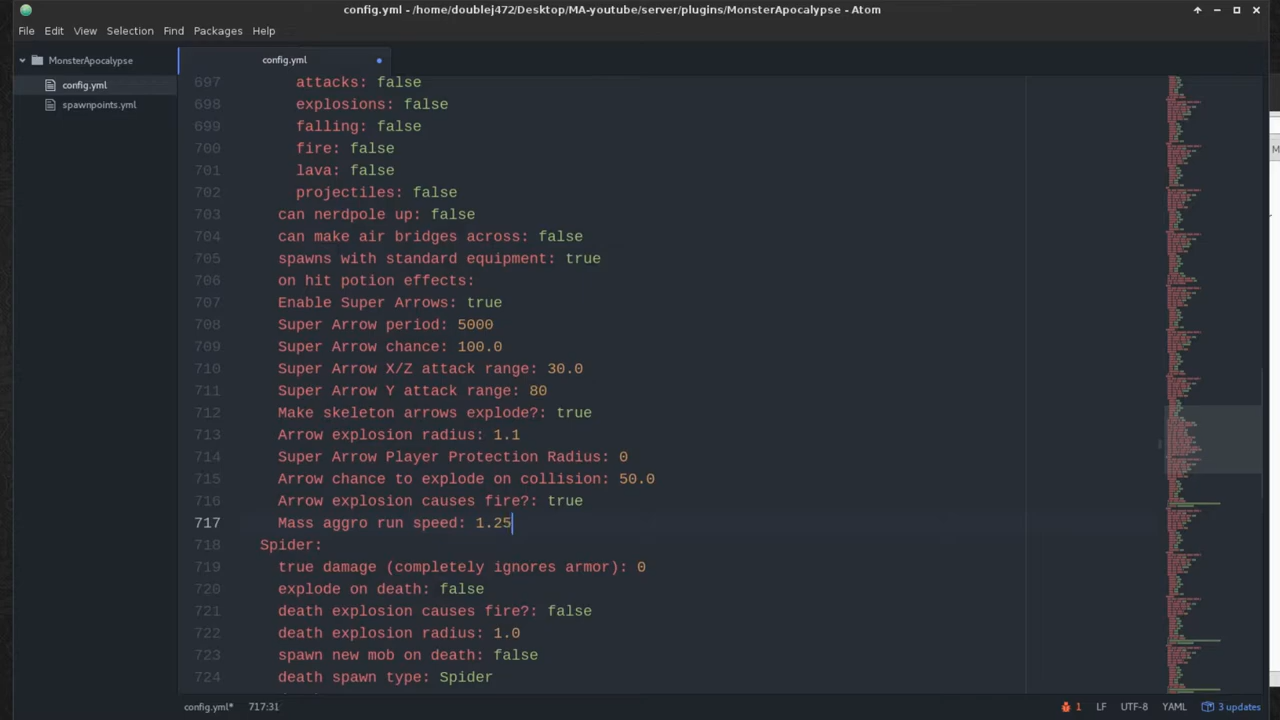 config.yml - /home/doublej472/Desktop/MA-youtube/server/plugins/MonsterApocalypse - Atom
File Edit View Selection Find Packages Help
MonsterApocalypse
config.yml
spawnpoints.yml
config.yml
697 attacks: false
698 explosions: false
699 falling: false
700 fire: false
701 lava: false
702 projectiles: false
703 can nerdpole up: false
704 can make air bridges across: false
705 spawns with standard equipment: true
706 on hit potion effects:
707 Enable Super Arrows: true
708 Super Arrow period: 5000
709 Super Arrow chance: 100.0
710 Super Arrow X/Z attack range: 30.0
711 Super Arrow Y attack range: 80
712 Make skeleton arrows explode?: true
713 Arrow explosion radius: 1.1
714 Super Arrow Player Protection Radius: 0
715 Arrow chance to explode on collision: 50.0
716 Arrow explosion causes fire?: true
717 Mass aggro run speed: 1.25
718 Spider:
719 true damage (completely ignores armor): 0
720 explode on death: false
721 death explosion causes fire?: false
722 death explosion radius: 1.0
723 spawn new mob on death: false
724 death spawn type: Spider
config.yml* 717:31 1 LF UTF-8 YAML 3 updates